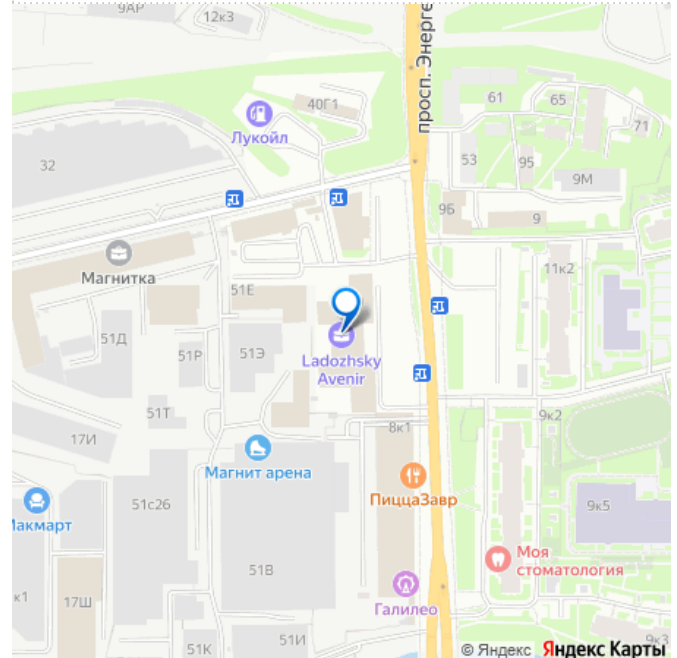 9АР
12к3
просп. Энерге
40Г1
Лукойл
61
65
71
32
53
95
9М
9Б
9
Магнитка
51Е
11к2
51Д
51Р
51Э
Ladozhsky
Avenir
51Т
8к1
9к2
17И
Магнит арена
ПиццаЗавр
Макмарт
51с26
9к5
51В
Моя
стоматология
к1
17Ш
Галилео
51К
51И
9к3
© Яндекс Яндекс Карты